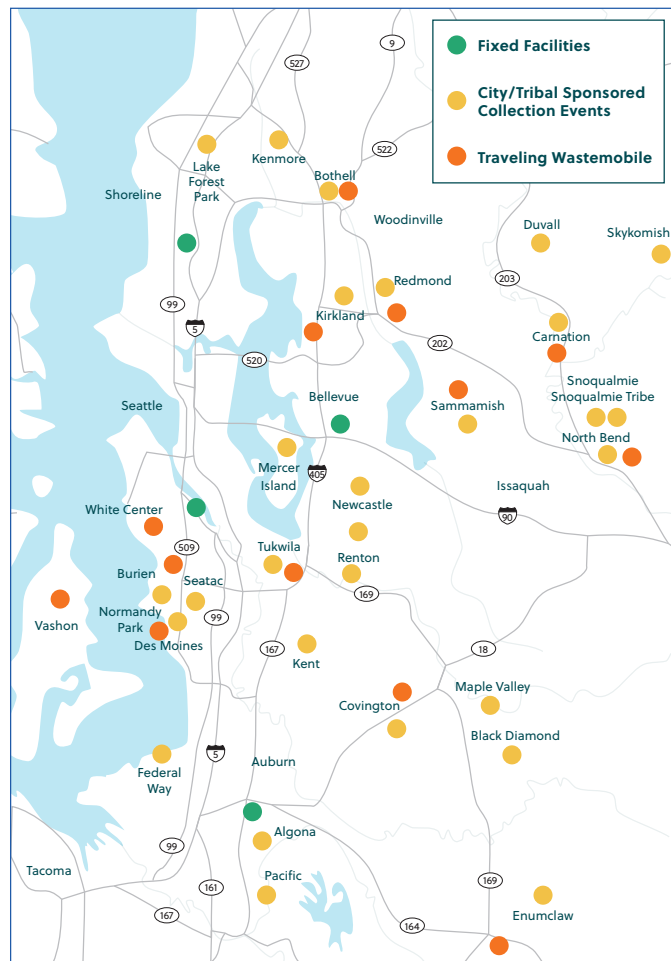 Fixed Facilities
City/Tribal Sponsored
Collection Events
Traveling Wastemobile
9
527
522
Lake
Forest
Park
Kenmore
Bothell
Shoreline
Woodinville
Duvall
Skykomish
203
Redmond
99
5
Kirkland
Carnation
202
520
Snoqualmie
Snoqualmie Tribe
Bellevue
Seattle
Sammamish
North Bend
Mercer
Island
405
Newcastle
Issaquah
90
White Center
509
Tukwila
Renton
Burien
Seatac
169
Normandy
Park
99
Vashon
Des Moines
167
Kent
18
Maple Valley
Covington
Black Diamond
5
Federal
Way
Auburn
Algona
99
Tacoma
Pacific
161
169
167
164
Enumclaw